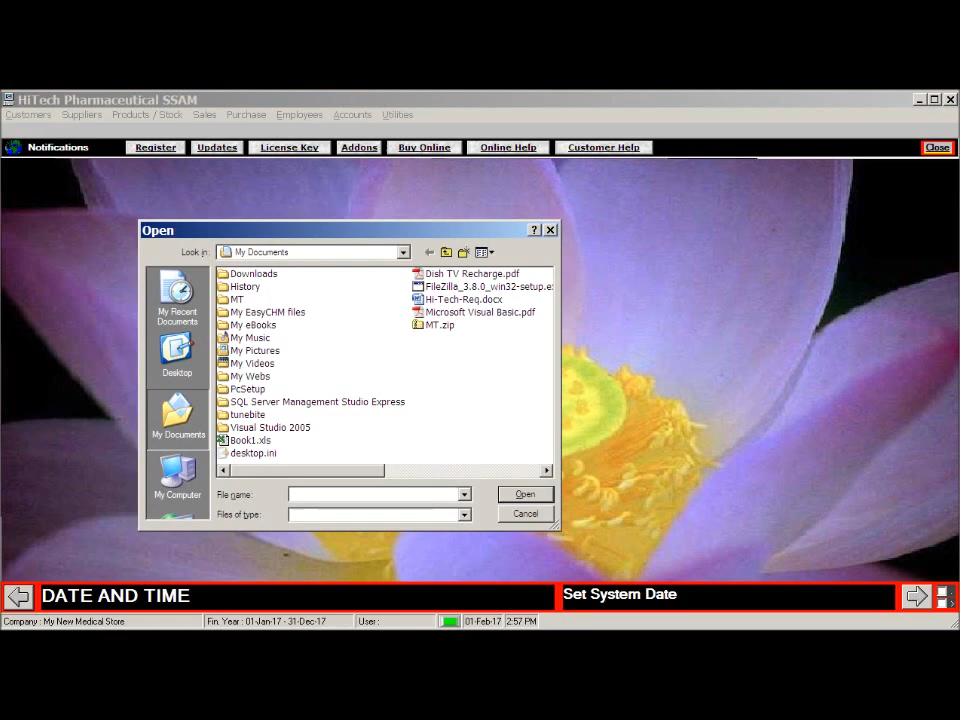 HiTech Pharmaceutical SSAM
Customers Suppliers Products / Stock Sales Purchase Employees Accounts Utilities
Notifications Register Updates License Key Addons Buy Online Online Help Customer Help Close
Open
Look in: My Documents
My Recent Documents
Desktop
My Documents
My Computer
Downloads
History
MT
My EasyCHM files
My eBooks
My Music
My Pictures
My Videos
My Webs
PcSetup
SQL Server Management Studio Express
tunebite
Visual Studio 2005
Book1.xls
desktop.ini
Dish TV Recharge.pdf
FileZilla_3.8.0_win32-setup.e
Hi-Tech-Req.docx
Microsoft Visual Basic.pdf
MT.zip
File name: Open
Files of type: Cancel
DATE AND TIME Set System Date
Company : My New Medical Store Fin. Year : 01-Jan-17 - 31-Dec-17 User : 01-Feb-17 2:57 PM